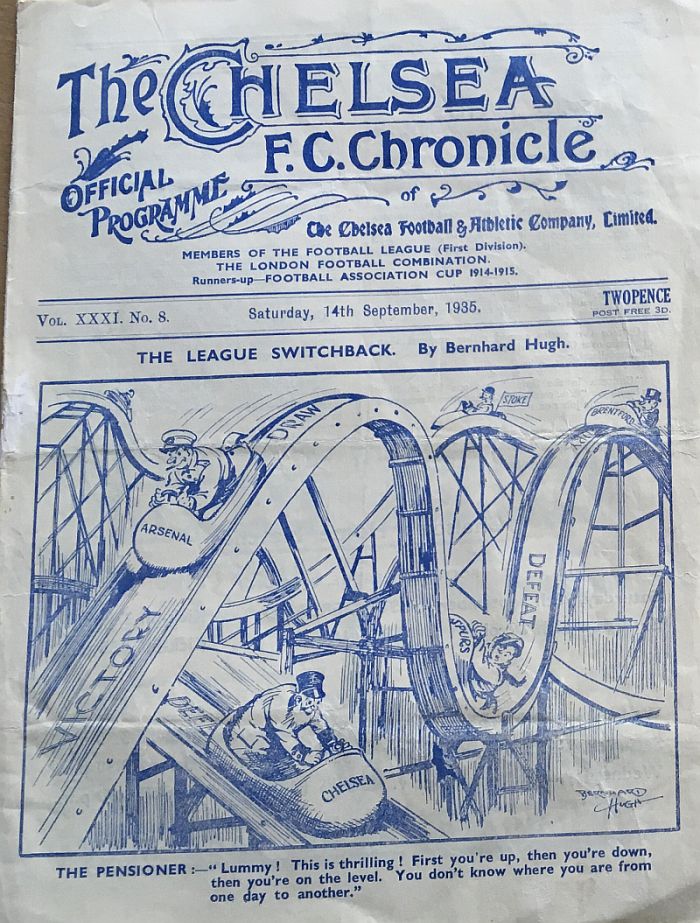 The CHELSEA
F.C. Chronicle
OFFICIAL
PROGRAMME
of
The Chelsea Football & Athletic Company, Limited.
MEMBERS OF THE FOOTBALL LEAGUE (First Division).
THE LONDON FOOTBALL COMBINATION.
Runners-up—FOOTBALL ASSOCIATION CUP 1914-1915.
VOL. XXXI. No. 8.
Saturday, 14th September, 1935.
TWOPENCE
POST FREE 3D.
THE LEAGUE SWITCHBACK. By Bernhard Hugh.
STOKE
BRENTFORD
DRAW
ARSENAL
DEFEAT
VICTORY
SPURS
CHELSEA
BERNHARD
HUGH
THE PENSIONER:—“ Lummy! This is thrilling! First you're up, then you're down,
then you're on the level. You don't know where you are from
one day to another.”